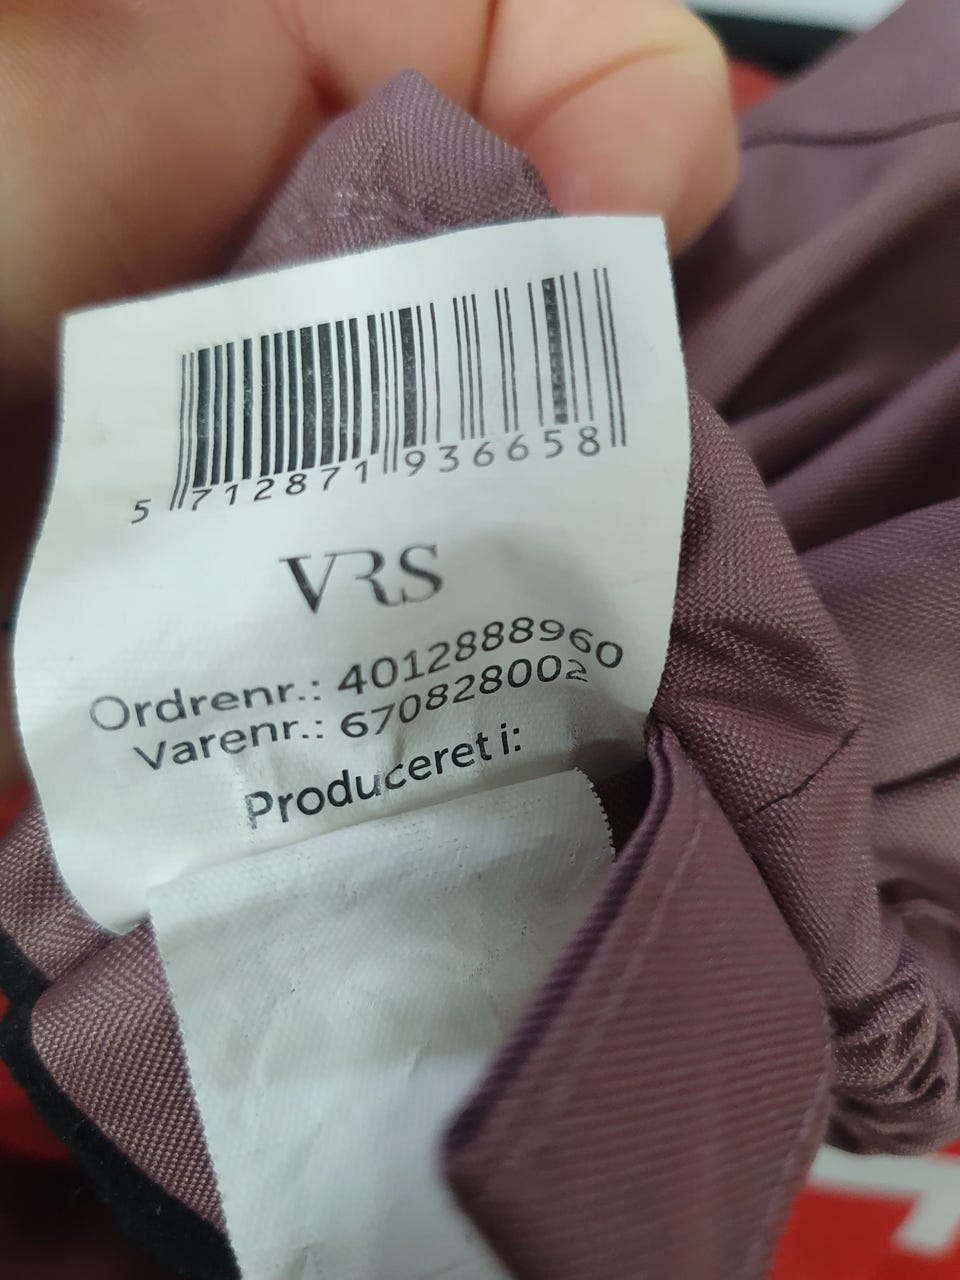 5 712871 936658
VRS
Ordrenr.: 4012888960
Varenr.: 670828002
Produceret i: